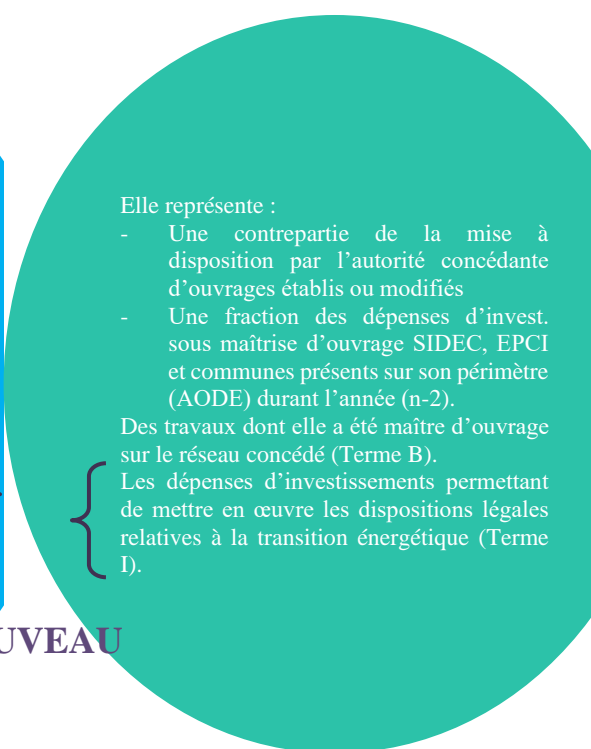 Elle représente :
- Une contrepartie de la mise à
disposition par l’autorité concédante
d’ouvrages établis ou modifiés
- Une fraction des dépenses d’invest.
sous maîtrise d’ouvrage SIDEC, EPCI
et communes présents sur son périmètre
(AODE) durant l’année (n-2).
Des travaux dont elle a été maître d’ouvrage
sur le réseau concédé (Terme B).
Les dépenses d’investissements permettant
de mettre en œuvre les dispositions légales
relatives à la transition énergétique (Terme
I).
UVEAU